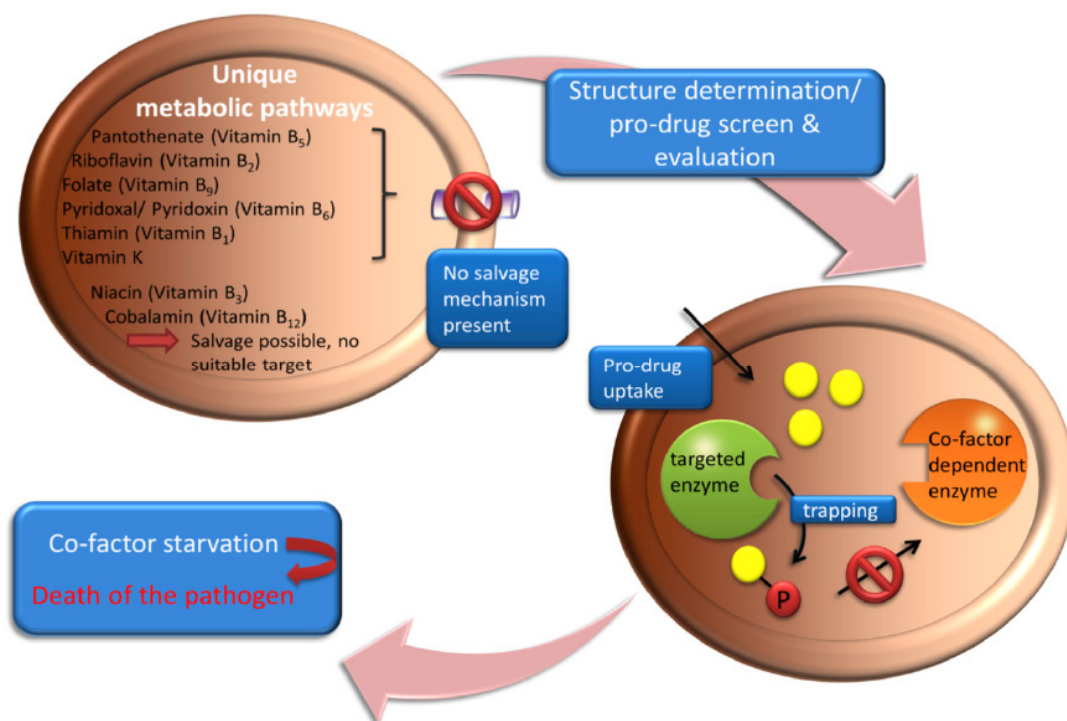 Unique
metabolic pathways
Pantothenate (Vitamin B₅)
Riboflavin (Vitamin B₂)
Folate (Vitamin B₉)
Pyridoxal/ Pyridoxin (Vitamin B₆)
Thiamin (Vitamin B₁)
Vitamin K
Niacin (Vitamin B₃)
Cobalamin (Vitamin B₁₂)
Salvage possible, no
suitable target
No salvage
mechanism
present
Structure determination/
pro-drug screen &
evaluation
Pro-drug
uptake
targeted
enzyme
Co-factor
dependent
enzyme
trapping
P
Co-factor starvation
Death of the pathogen